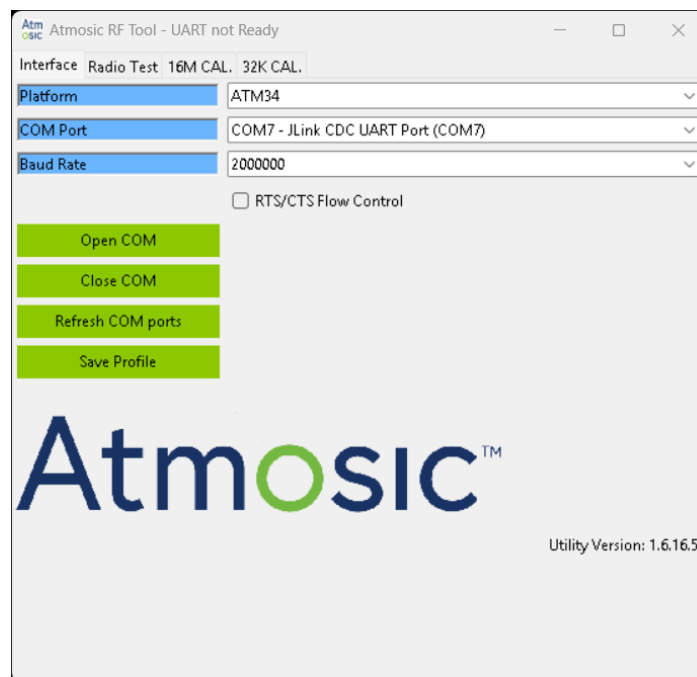 Atmosic Atmosic RF Tool - UART not Ready
Interface Radio Test 16M CAL. 32K CAL.
Platform ATM34
COM Port COM7 - JLink CDC UART Port (COM7)
Baud Rate 2000000
RTS/CTS Flow Control
Open COM
Close COM
Refresh COM ports
Save Profile
Atmosic™
Utility Version: 1.6.16.5